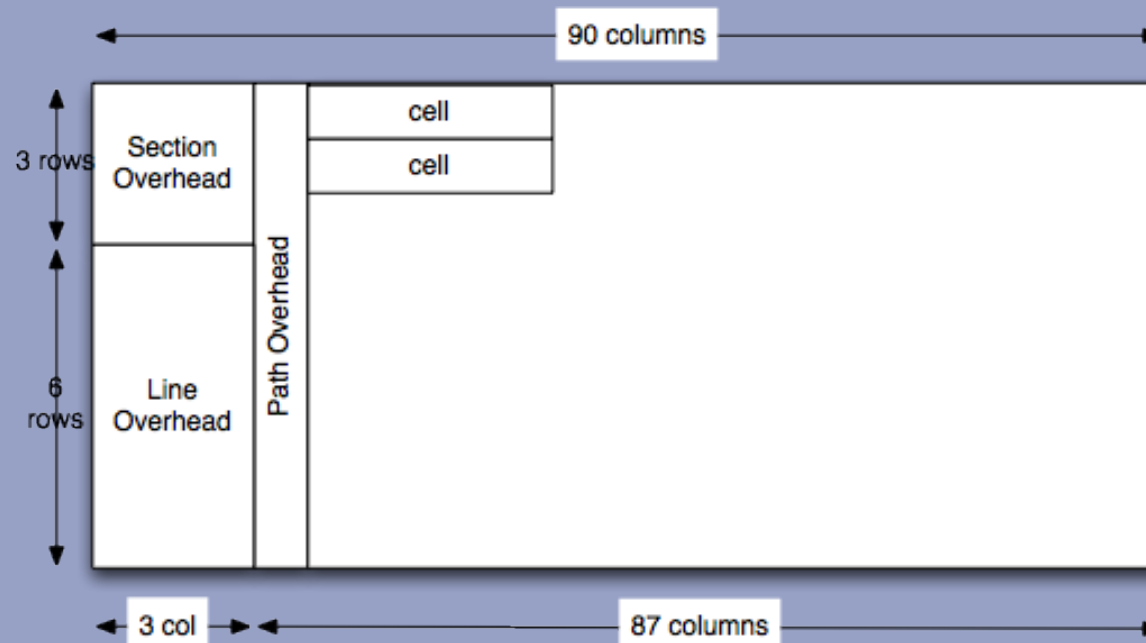 90 columns
3 rows
Section
Overhead
cell
cell
Path Overhead
6
rows
Line
Overhead
3 col
87 columns